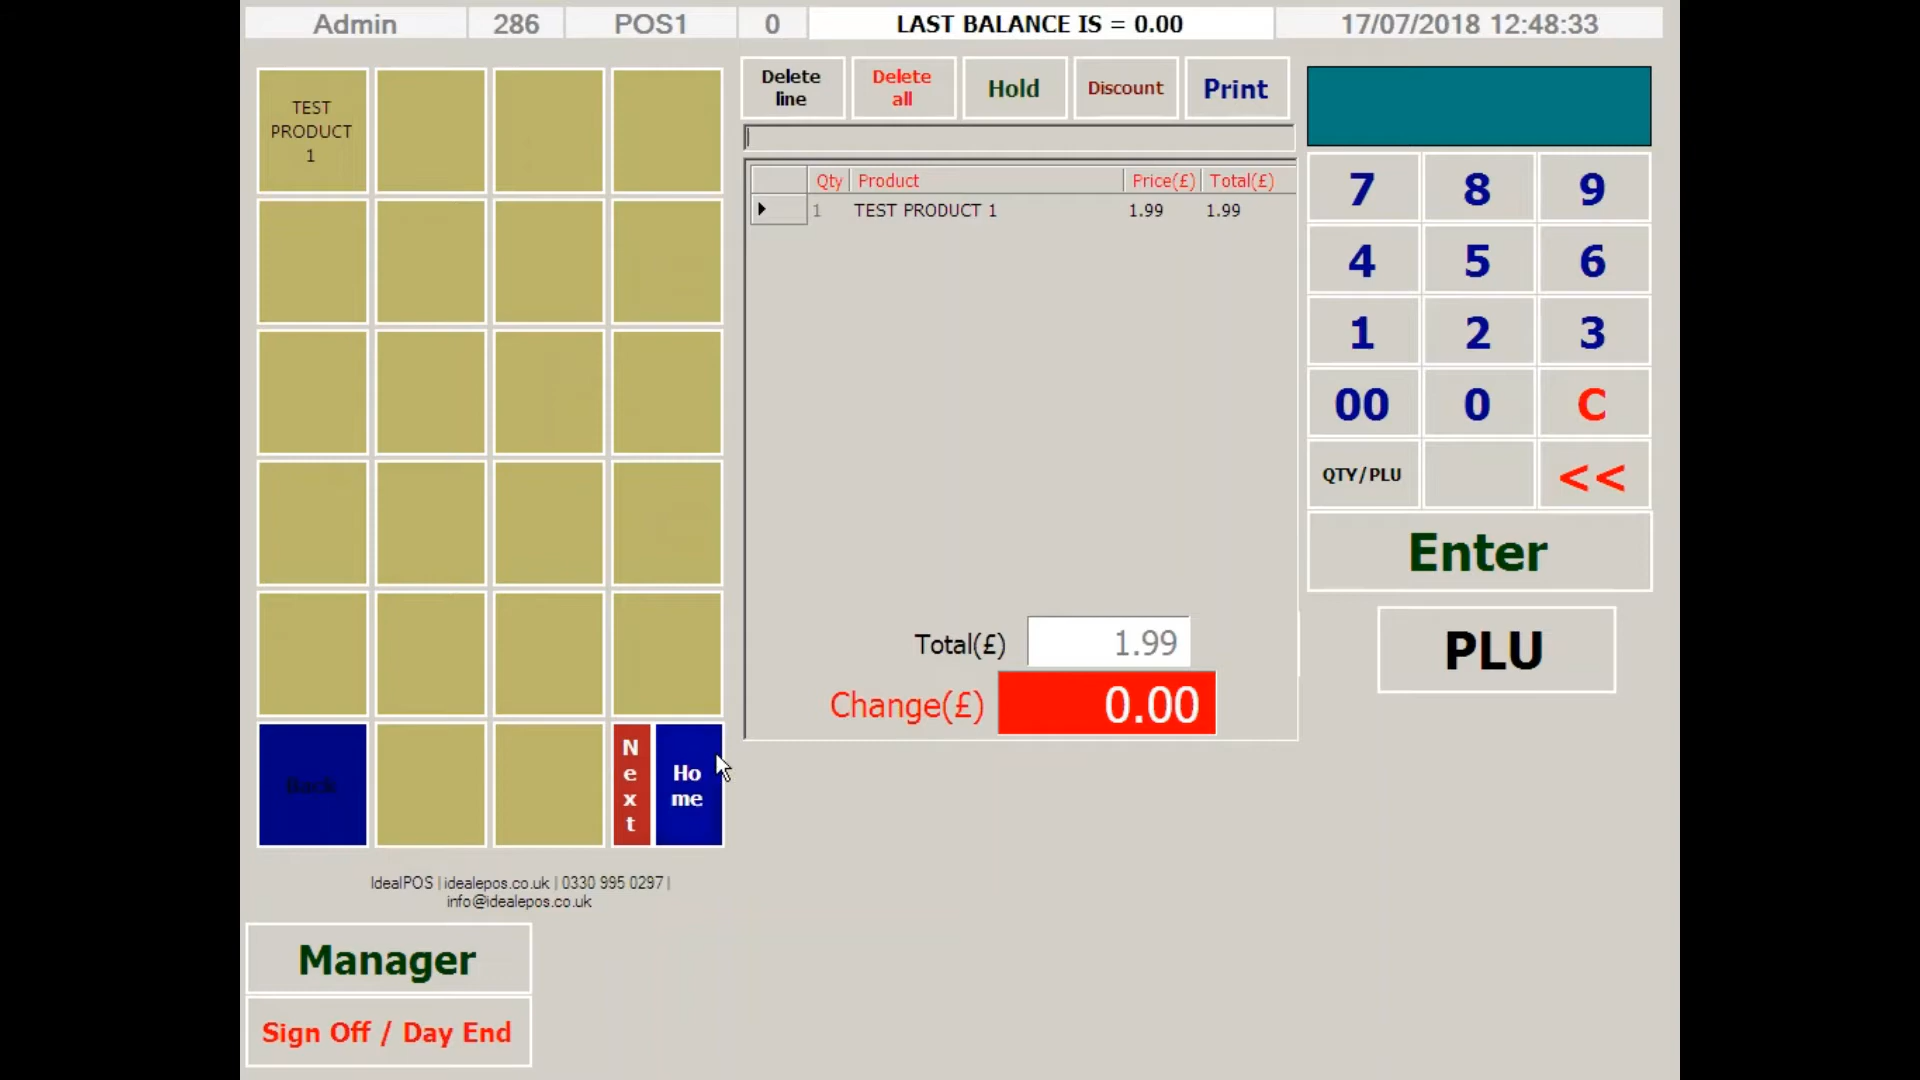 Admin
286
POS1
0
LAST BALANCE IS = 0.00
17/07/2018 12:48:33
TEST
PRODUCT
1
Back
N
e
x
t
Ho
me
IdealPOS | idealepos.co.uk | 0330 995 0297 |
info@idealepos.co.uk
Manager
Sign Off / Day End
Delete
line
Delete
all
Hold
Discount
Print
Qty Product Price(£) Total(£)
1 TEST PRODUCT 1 1.99 1.99
Total(£) 1.99
Change(£) 0.00
7 8 9
4 5 6
1 2 3
00 0 C
QTY/PLU <<
Enter
PLU